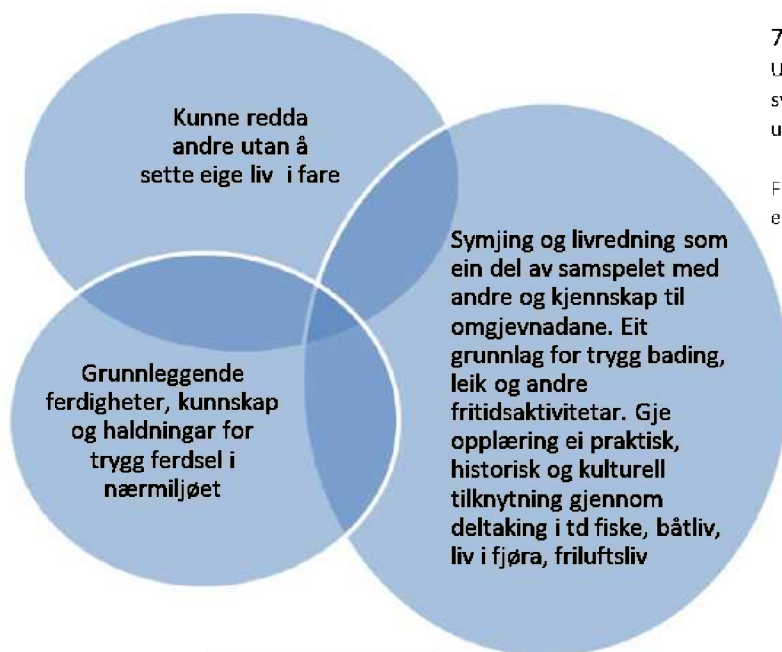 Kunne redda
andre utan å
sette eige liv i fare
Symjing og livredning som
ein del av samspelet med
andre og kjennskap til
omgjevnadane. Eit
grunnlag for trygg bading,
leik og andre
fritidsaktivitetar. Gje
opplæring ei praktisk,
historisk og kulturell
tilknytning gjennom
deltaking i td fiske, båtliv,
liv i fjøra, friluftsliv
Grunnleggende
ferdigheter, kunnskap
og haldningar for
trygg ferdsel i
nærmiljøet
7